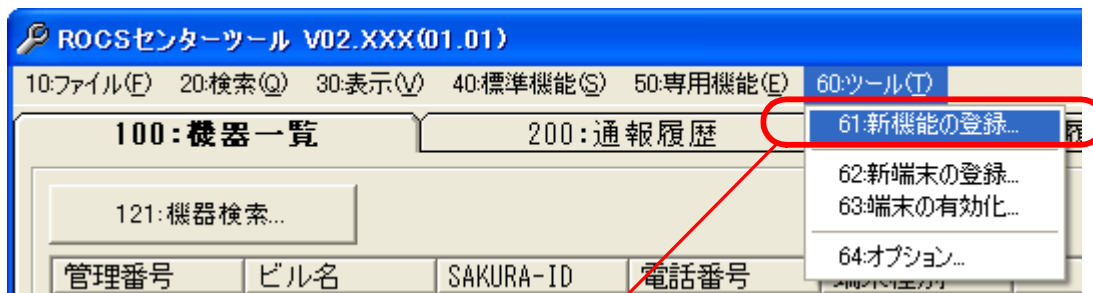 ROCSセンターツール V02.XXX(01.01)
10:ファイル(F) 20:検索(Q) 30:表示(V) 40:標準機能(S) 50:専用機能(E) 60:ツール(T)
100:機器一覧 200:通報履歴
61:新機能の登録...
62:新端末の登録...
63:端末の有効化...
64:オプション...
121:機器検索...
管理番号 ビル名 SAKURA-ID 電話番号